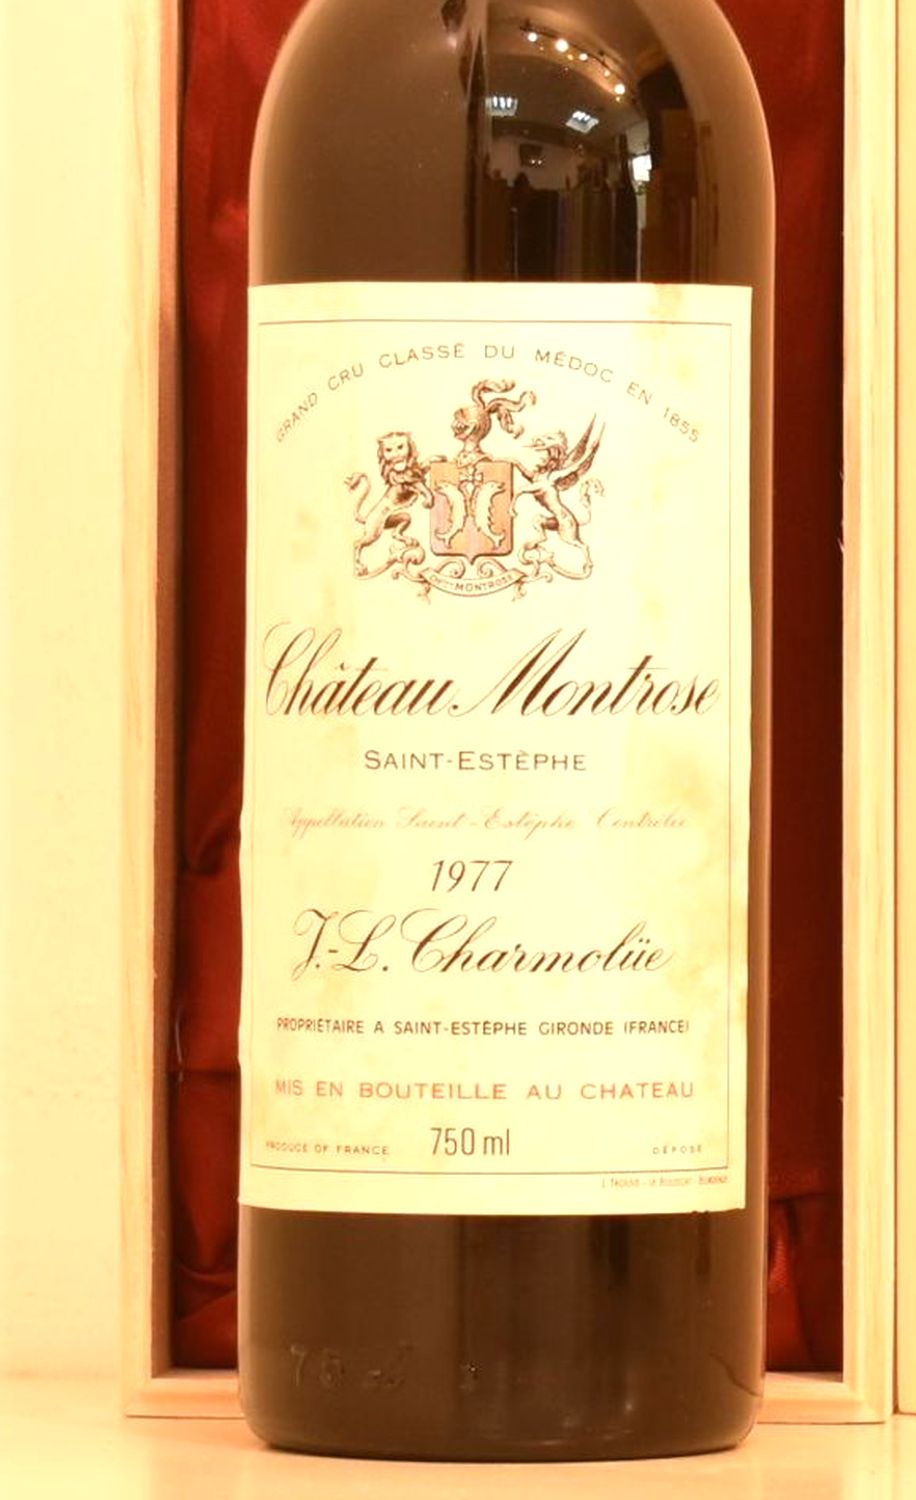 GRAND CRU CLASSÉ DU MÉDOC EN 1855
CHATEAU MONTROSE
Château Montrose
SAINT-ESTÈPHE
Appellation Saint-Estèphe Contrôlée
1977
J.-L. Charmolüe
PROPRIÉTAIRE A SAINT-ESTÈPHE GIRONDE (FRANCE)
MIS EN BOUTEILLE AU CHATEAU
PRODUCE OF FRANCE 750 ml DÉPOSÉ